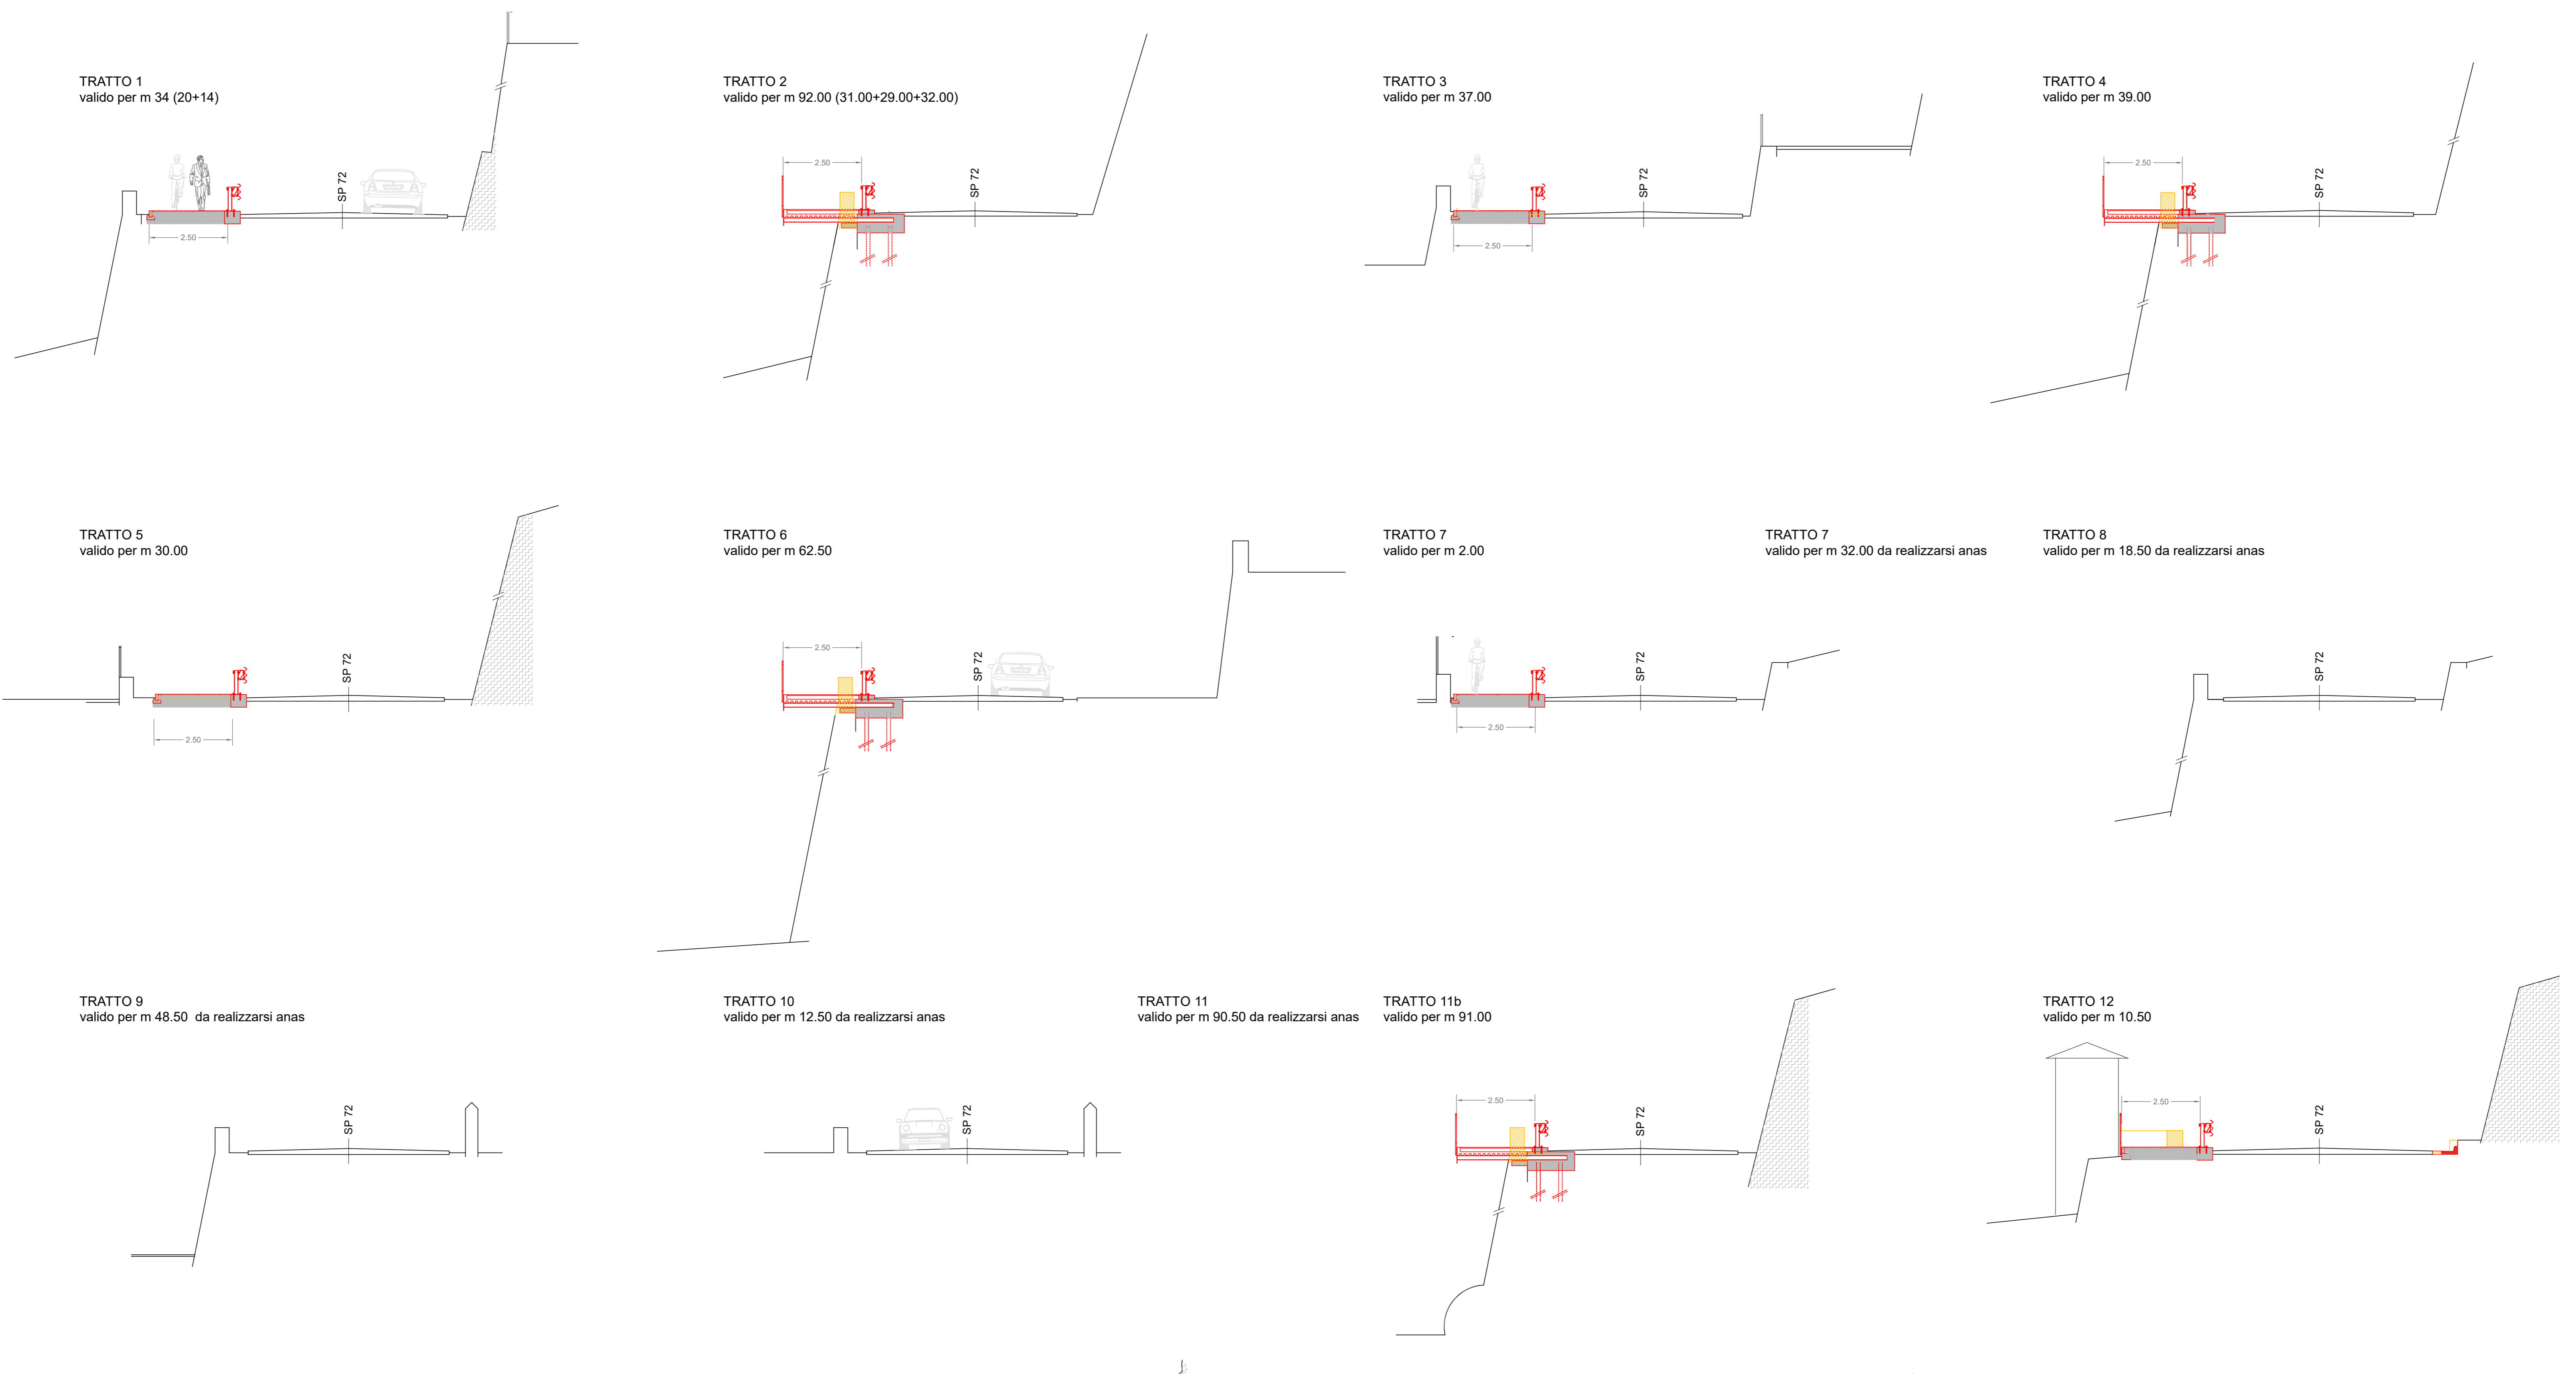 TRATTO 1
valido per m 34 (20+14)
SP 72
2.50
TRATTO 2
valido per m 92.00 (31.00+29.00+32.00)
2.50
SP 72
TRATTO 3
valido per m 37.00
SP 72
2.50
TRATTO 4
valido per m 39.00
2.50
SP 72
TRATTO 5
valido per m 30.00
SP 72
2.50
TRATTO 6
valido per m 62.50
2.50
SP 72
TRATTO 7
valido per m 2.00
SP 72
2.50
TRATTO 7
valido per m 32.00 da realizzarsi anas
TRATTO 8
valido per m 18.50 da realizzarsi anas
SP 72
TRATTO 9
valido per m 48.50  da realizzarsi anas
SP 72
TRATTO 10
valido per m 12.50 da realizzarsi anas
SP 72
TRATTO 11
valido per m 90.50 da realizzarsi anas
TRATTO 11b
valido per m 91.00
2.50
SP 72
TRATTO 12
valido per m 10.50
2.50
SP 72